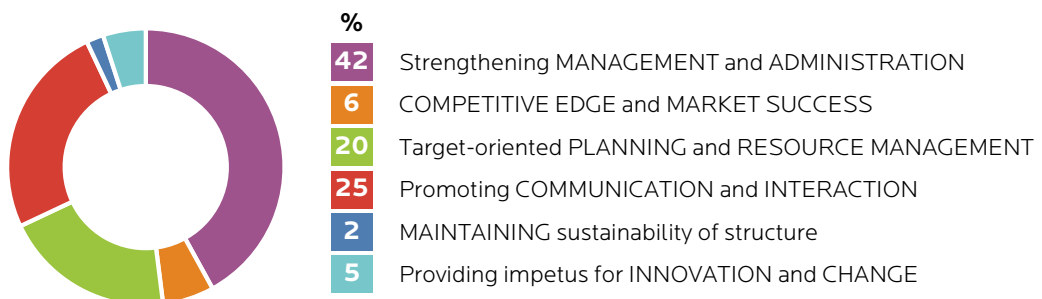 %
42 Strengthening MANAGEMENT and ADMINISTRATION
6 COMPETITIVE EDGE and MARKET SUCCESS
20 Target-oriented PLANNING and RESOURCE MANAGEMENT
25 Promoting COMMUNICATION and INTERACTION
2 MAINTAINING sustainability of structure
5 Providing impetus for INNOVATION and CHANGE